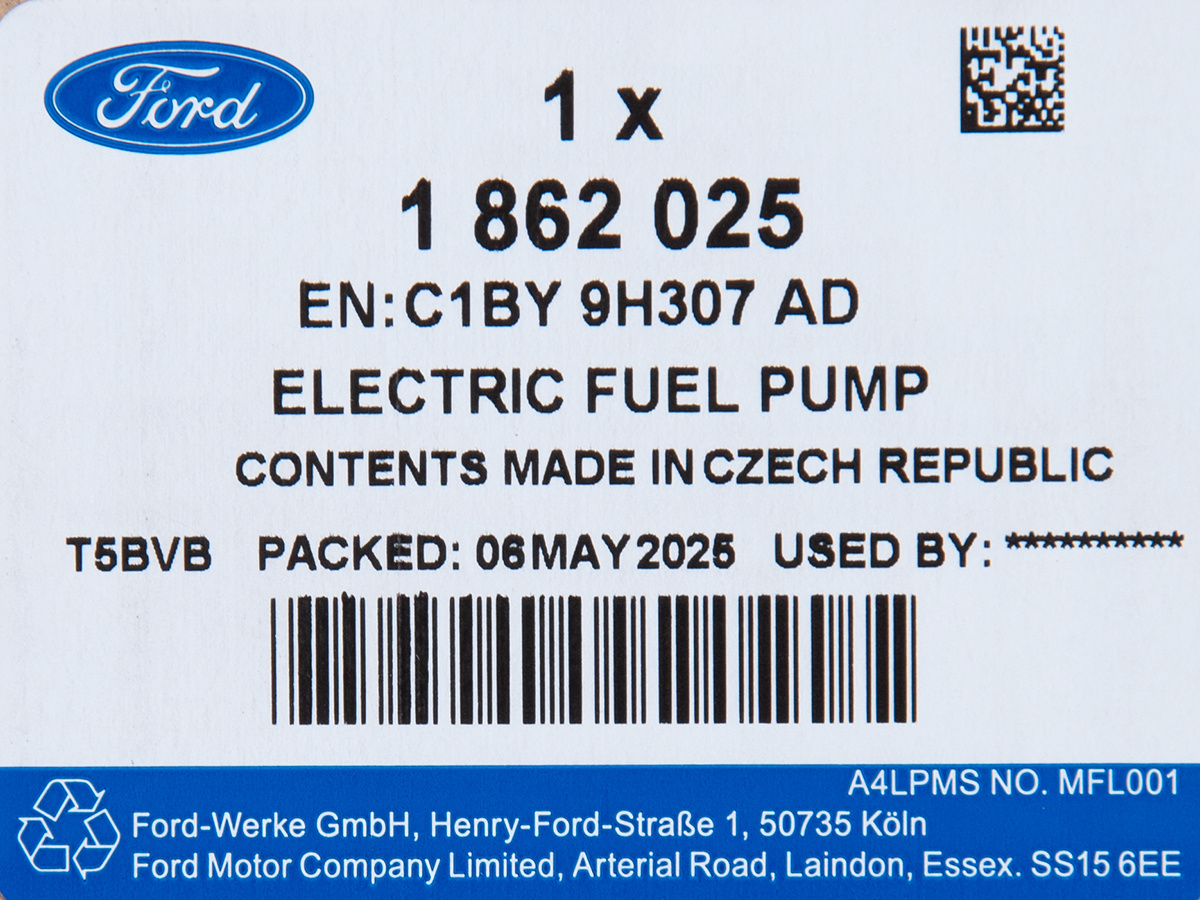 Ford
1 x
1 862 025
EN: C1BY 9H307 AD
ELECTRIC FUEL PUMP
CONTENTS MADE IN CZECH REPUBLIC
T5BVB PACKED: 06 MAY 2025 USED BY: **********
A4LPMS NO. MFL001
Ford-Werke GmbH, Henry-Ford-Straße 1, 50735 Köln
Ford Motor Company Limited, Arterial Road, Laindon, Essex. SS15 6EE